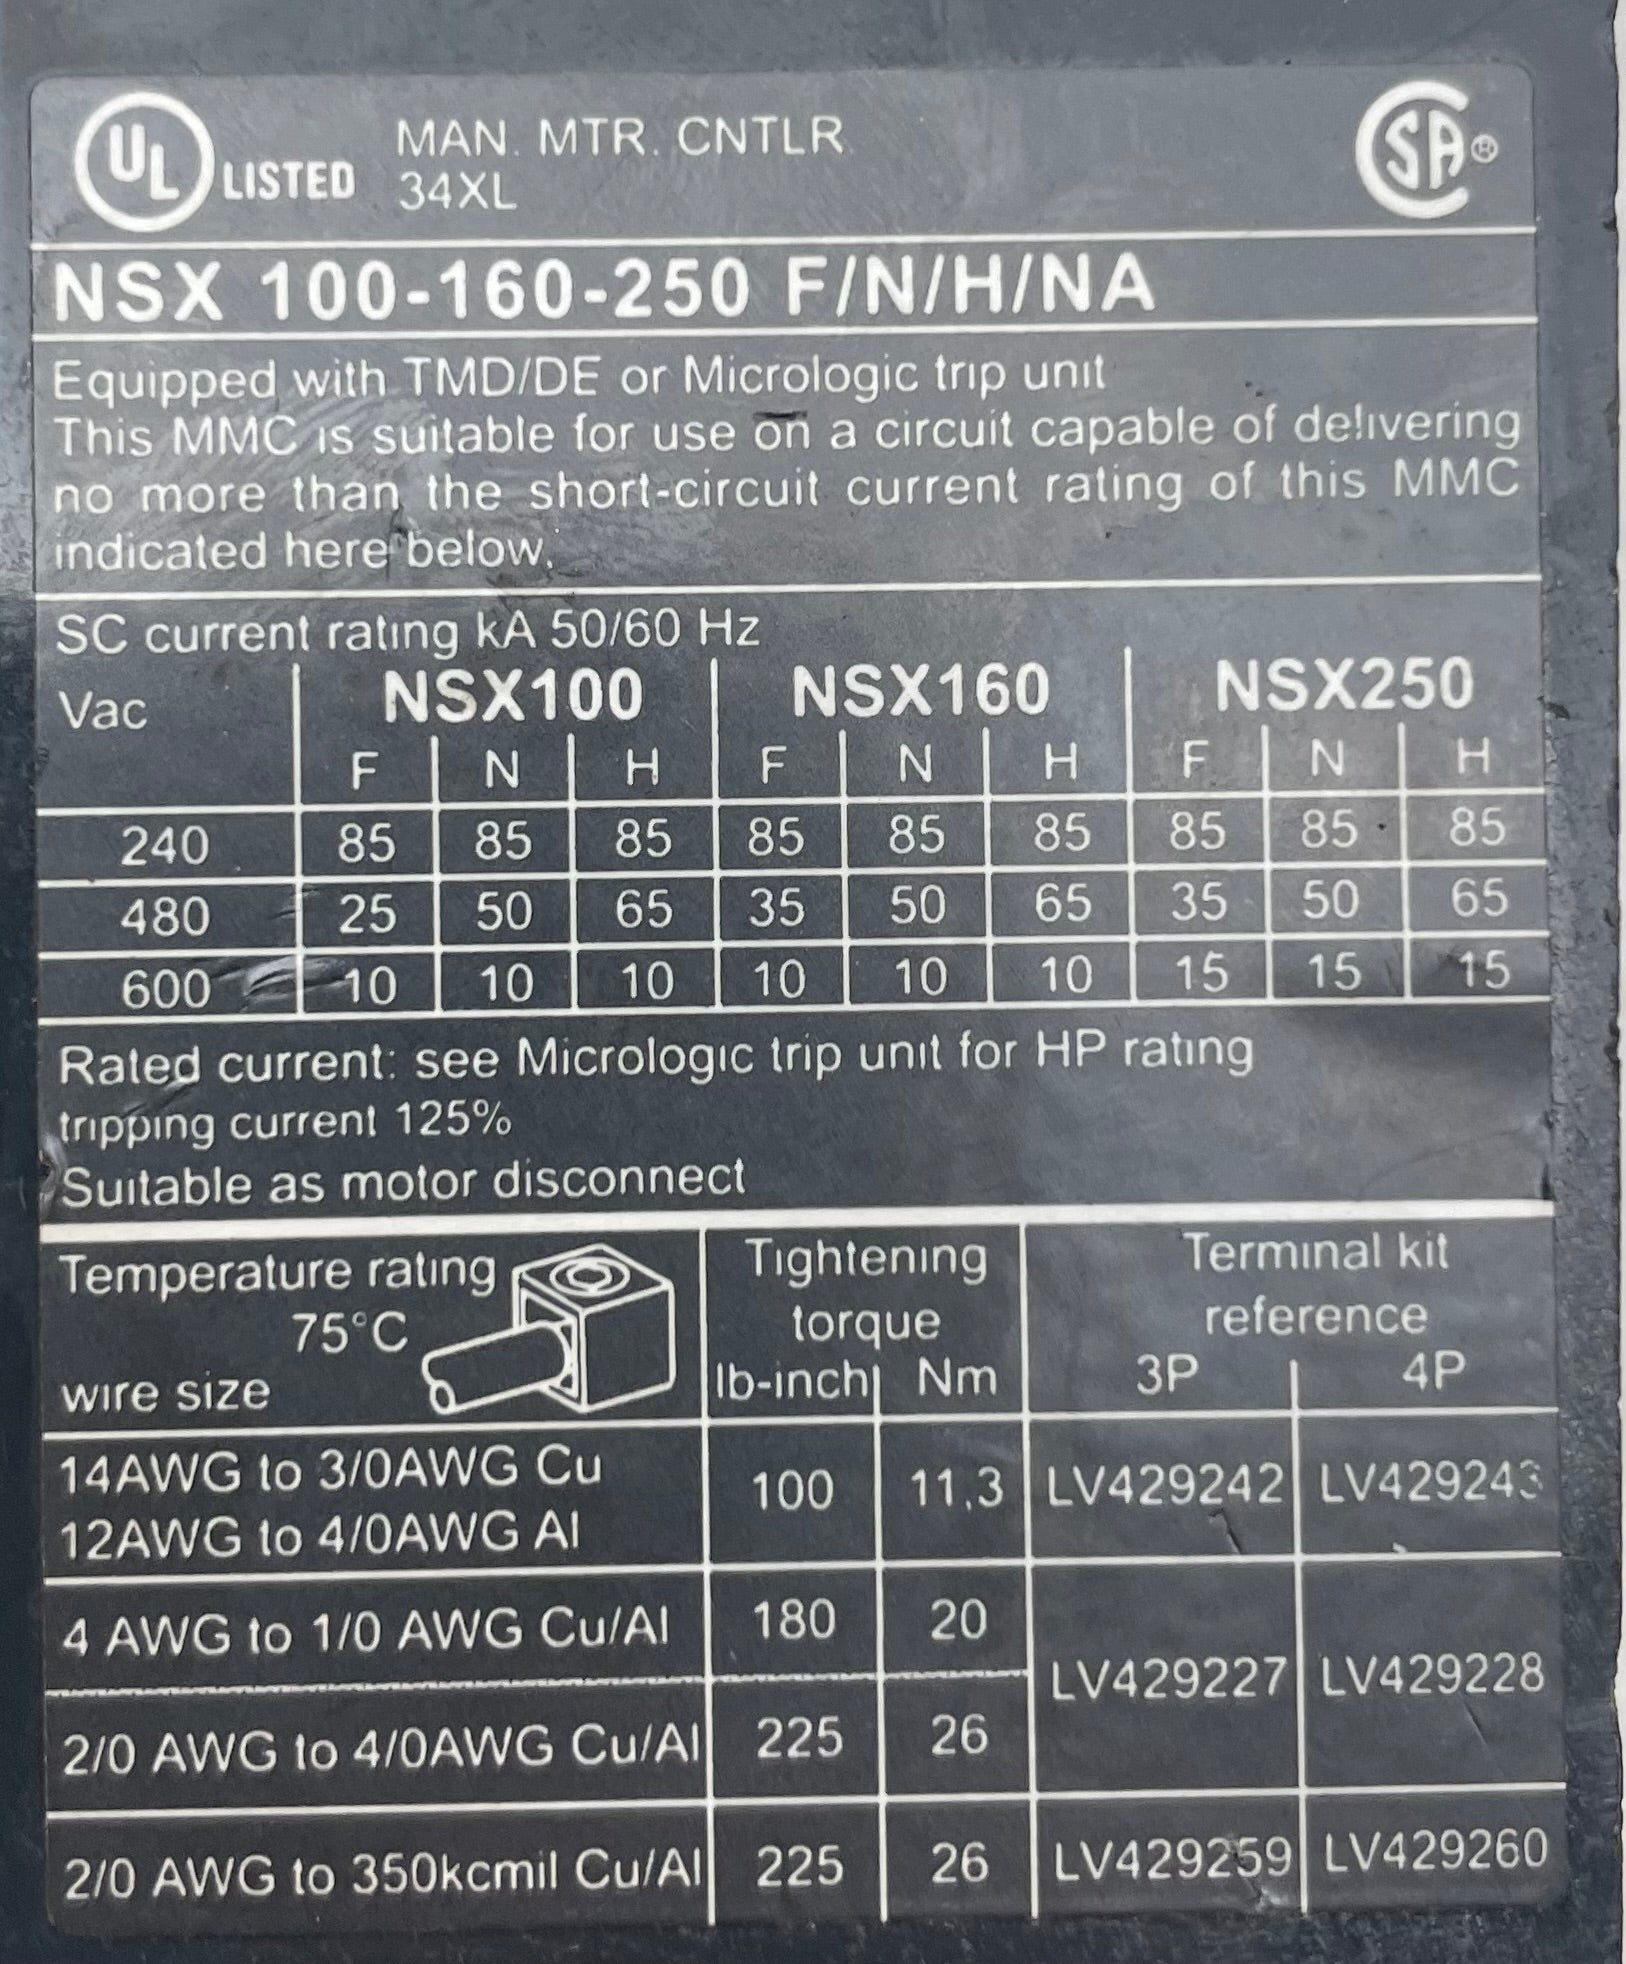 UL LISTED MAN. MTR. CNTLR SA®
34XL
NSX 100-160-250 F/N/H/NA
Equipped with TMD/DE or Micrologic trip unit
This MMC is suitable for use on a circuit capable of delivering
no more than the short-circuit current rating of this MMC
indicated here below.
SC current rating kA 50/60 Hz
Vac NSX100 NSX160 NSX250
F N H F N H F N H
240 85 85 85 85 85 85 85 85 85
480 25 50 65 35 50 65 35 50 65
600 10 10 10 10 10 10 15 15 15
Rated current: see Micrologic trip unit for HP rating
tripping current 125%
Suitable as motor disconnect
Temperature rating
75°C
wire size
Tightening
torque
lb-inch Nm
Terminal kit
reference
3P 4P
14AWG to 3/0AWG Cu
12AWG to 4/0AWG Al
100 11,3 LV429242 LV429243
4 AWG to 1/0 AWG Cu/Al 180 20
LV429227 LV429228
2/0 AWG to 4/0AWG Cu/Al 225 26
2/0 AWG to 350kcmil Cu/Al 225 26 LV429259 LV429260